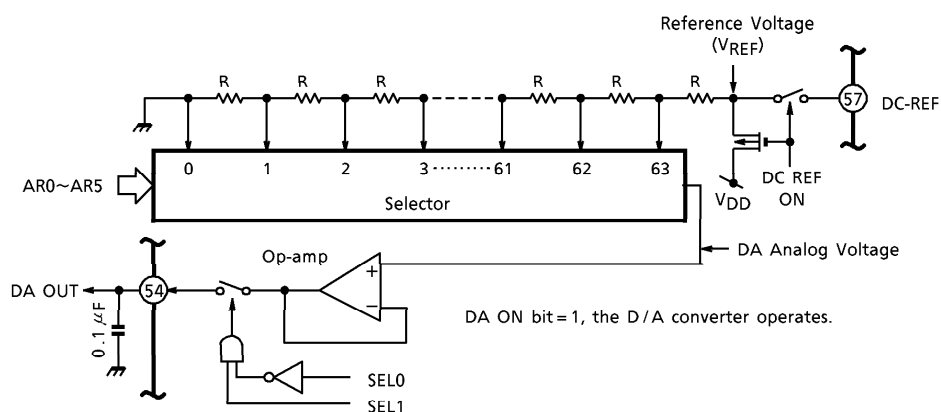 Reference Voltage
(VREF)
R R R R R R
57 DC-REF
0 1 2 3 ········ 61 62 63
AR0~AR5
Selector
VDD
DC REF
ON
DA Analog Voltage
Op-amp
+
−
DA OUT
54
0.1 μF
DA ON bit = 1, the D/A converter operates.
SEL0
SEL1